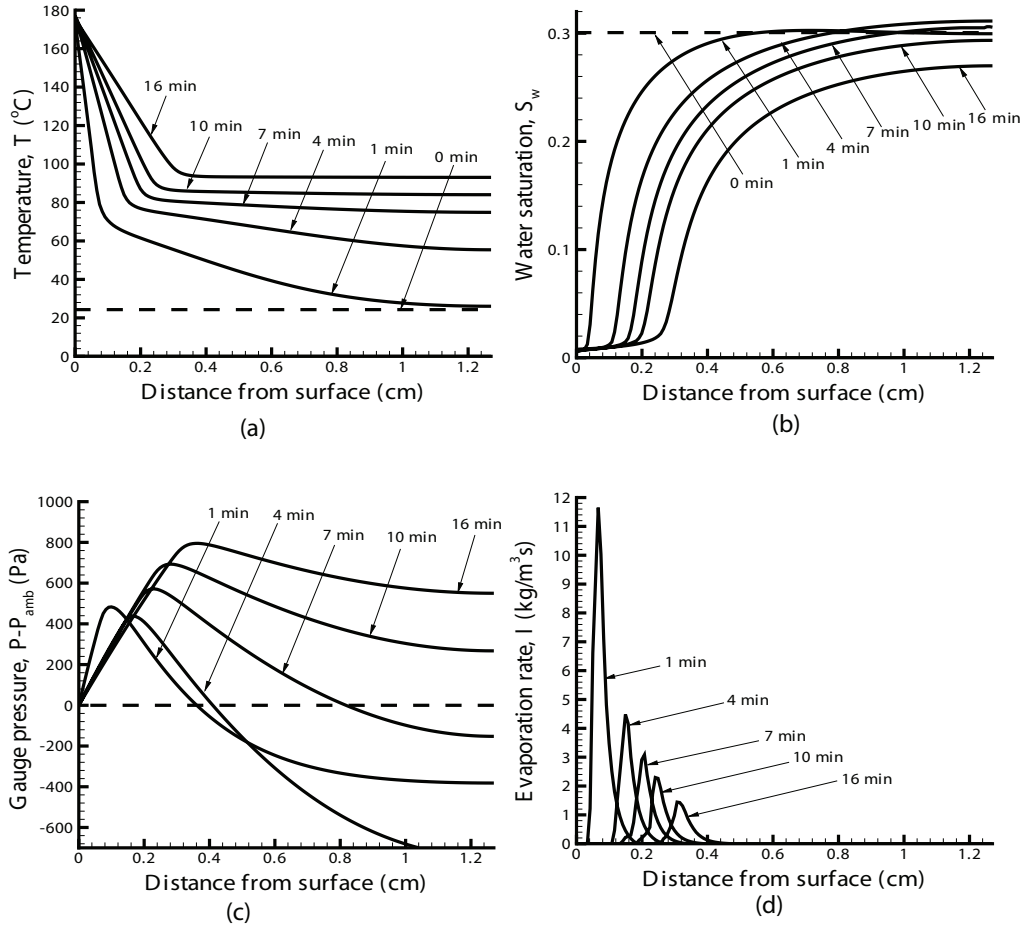 180
160
140
120
100
80
60
40
20
0
Temperature, T (°C)
16 min
10 min
7 min
4 min
1 min
0 min
0 0.2 0.4 0.6 0.8 1 1.2
Distance from surface (cm)
(a)
0.3
0.2
0.1
0
Water saturation, S_w
0 min
1 min
4 min
7 min
10 min
16 min
0 0.2 0.4 0.6 0.8 1 1.2
Distance from surface (cm)
(b)
1000
800
600
400
200
0
-200
-400
-600
Gauge pressure, P-P_amb (Pa)
1 min
4 min
7 min
10 min
16 min
0 0.2 0.4 0.6 0.8 1 1.2
Distance from surface (cm)
(c)
12
11
10
9
8
7
6
5
4
3
2
1
0
Evaporation rate, I (kg/m³s)
1 min
4 min
7 min
10 min
16 min
0 0.2 0.4 0.6 0.8 1 1.2
Distance from surface (cm)
(d)